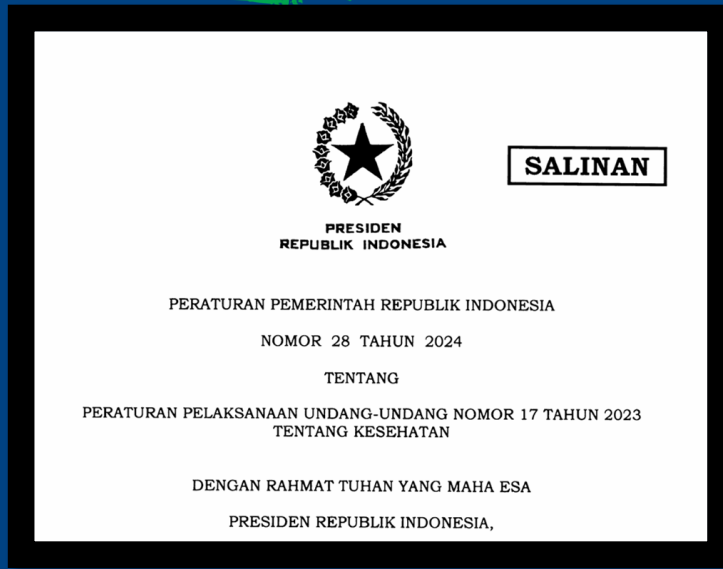 SALINAN
PRESIDEN
REPUBLIK INDONESIA
PERATURAN PEMERINTAH REPUBLIK INDONESIA
NOMOR 28 TAHUN 2024
TENTANG
PERATURAN PELAKSANAAN UNDANG-UNDANG NOMOR 17 TAHUN 2023
TENTANG KESEHATAN
DENGAN RAHMAT TUHAN YANG MAHA ESA
PRESIDEN REPUBLIK INDONESIA,